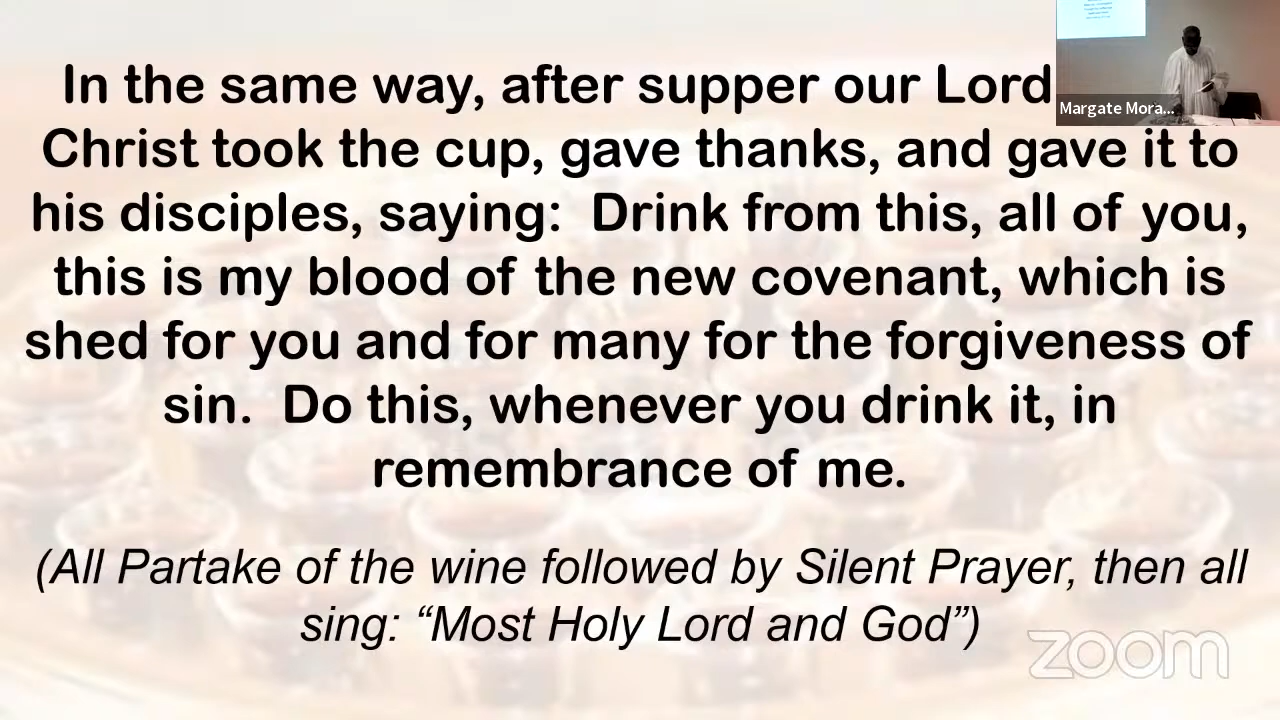 In the same way, after supper our Lord
Christ took the cup, gave thanks, and gave it to
his disciples, saying:  Drink from this, all of you,
this is my blood of the new covenant, which is
shed for you and for many for the forgiveness of
sin.  Do this, whenever you drink it, in
remembrance of me.
(All Partake of the wine followed by Silent Prayer, then all
sing: “Most Holy Lord and God”)
Margate Mora...
zoom